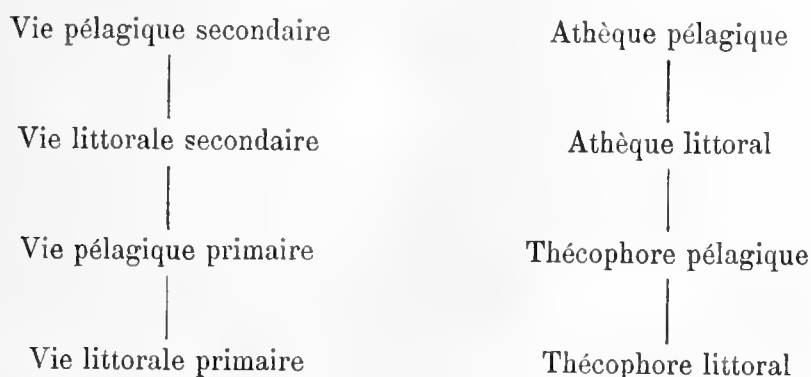 Vie pélagique secondaire
Vie littorale secondaire
Vie pélagique primaire
Vie littorale primaire
Athèque pélagique
Athèque littoral
Thécophore pélagique
Thécophore littoral